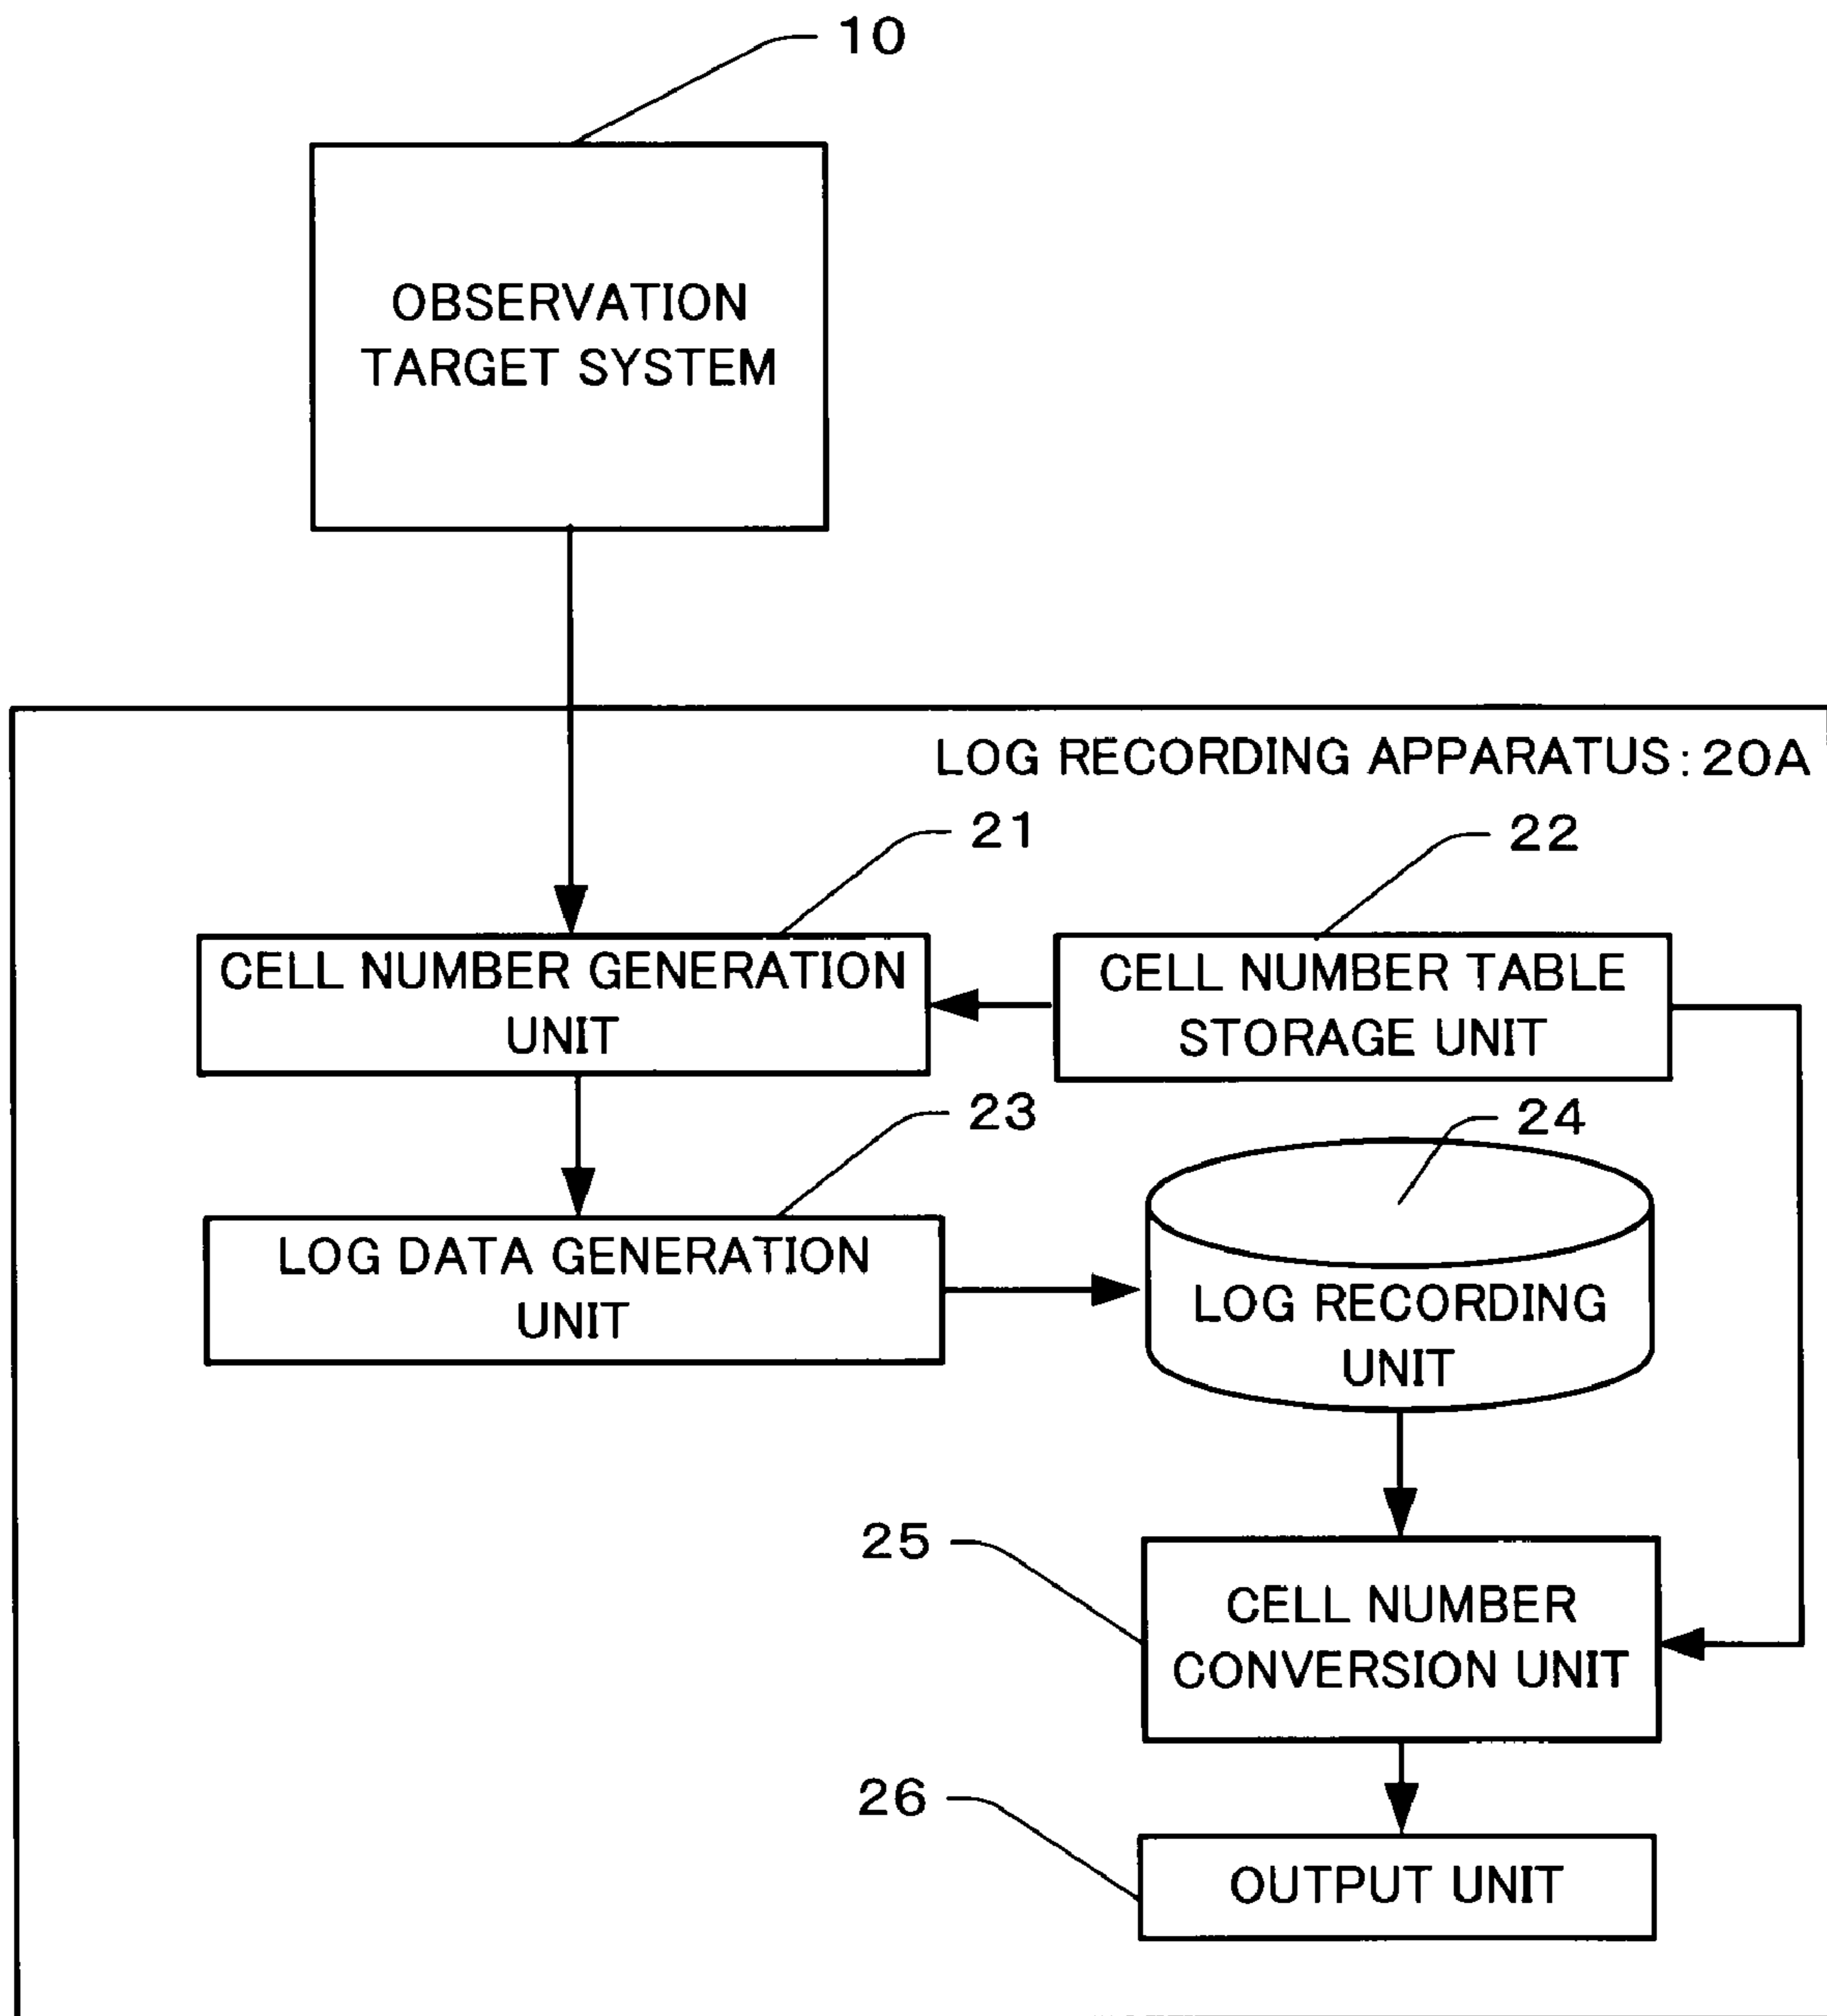 10
OBSERVATION
TARGET SYSTEM
LOG RECORDING APPARATUS : 20A
21
22
CELL NUMBER GENERATION
UNIT
CELL NUMBER TABLE
STORAGE UNIT
23
24
LOG DATA GENERATION
UNIT
LOG RECORDING
UNIT
25
CELL NUMBER
CONVERSION UNIT
26
OUTPUT UNIT